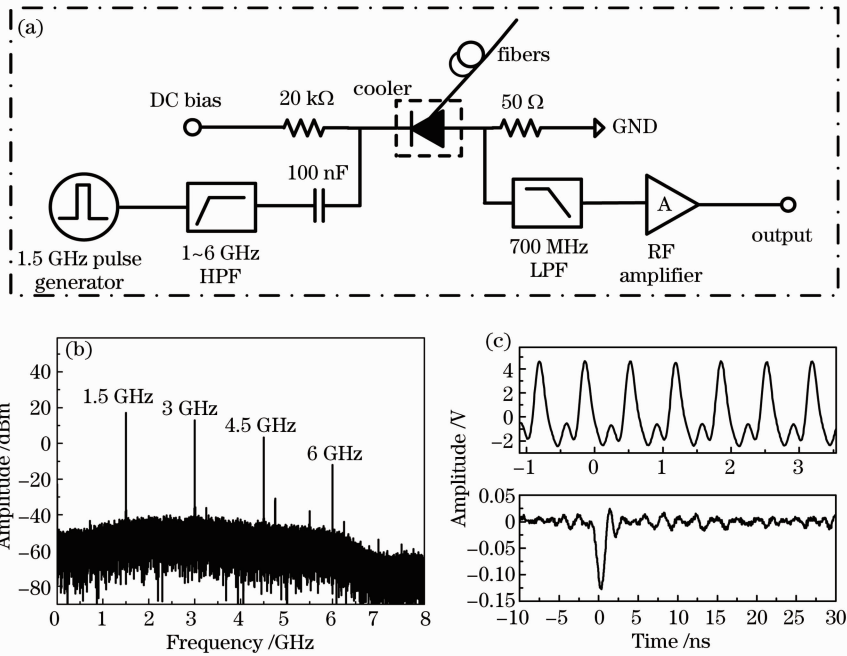 (a)
fibers
cooler
DC bias
20 kΩ
50 Ω
GND
100 nF
A
1.5 GHz pulse
generator
1~6 GHz
HPF
700 MHz
LPF
RF
amplifier
output
(b)
Amplitude /dBm
40
20
0
−20
−40
−60
−80
1.5 GHz
3 GHz
4.5 GHz
6 GHz
0 1 2 3 4 5 6 7 8
Frequency /GHz
(c)
Amplitude /V
4
2
0
−2
−1 0 1 2 3
0.05
0
−0.05
−0.10
−0.15
−10 −5 0 5 10 15 20 25 30
Time /ns